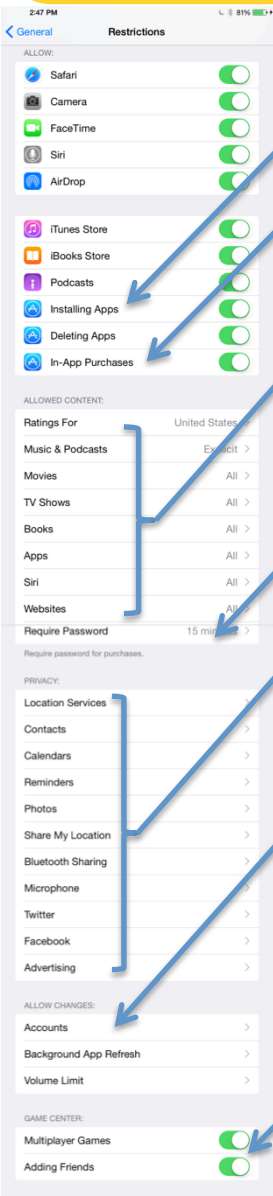 2:47 PM 81%
General Restrictions
ALLOW:
Safari
Camera
FaceTime
Siri
AirDrop
iTunes Store
iBooks Store
Podcasts
Installing Apps
Deleting Apps
In-App Purchases
ALLOWED CONTENT:
Ratings For United States
Music & Podcasts Explicit
Movies All
TV Shows All
Books All
Apps All
Siri All
Websites All
Require Password 15 minutes
Require password for purchases.
PRIVACY:
Location Services
Contacts
Calendars
Reminders
Photos
Share My Location
Bluetooth Sharing
Microphone
Twitter
Facebook
Advertising
ALLOW CHANGES:
Accounts
Background App Refresh
Volume Limit
GAME CENTER:
Multiplayer Games
Adding Friends